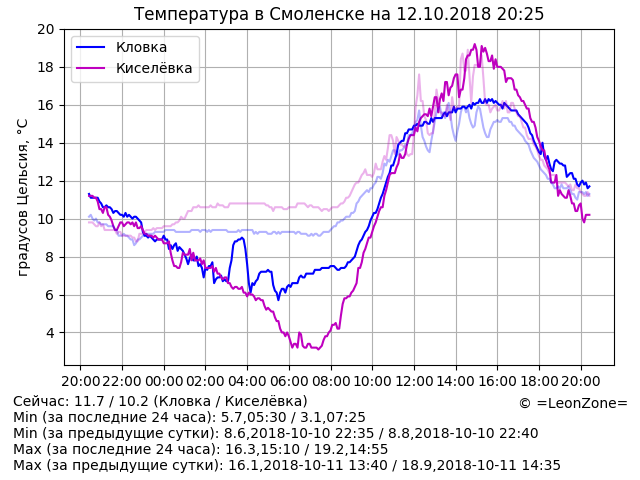 Температура в Смоленске на 12.10.2018 20:25
Кловка
Киселёвка
градусов Цельсия, °C
20
18
16
14
12
10
8
6
4
20:00 22:00 00:00 02:00 04:00 06:00 08:00 10:00 12:00 14:00 16:00 18:00 20:00
Сейчас: 11.7 / 10.2 (Кловка / Киселёвка)
© =LeonZone=
Min (за последние 24 часа): 5.7,05:30 / 3.1,07:25
Min (за предыдущие сутки): 8.6,2018-10-10 22:35 / 8.8,2018-10-10 22:40
Max (за последние 24 часа): 16.3,15:10 / 19.2,14:55
Max (за предыдущие сутки): 16.1,2018-10-11 13:40 / 18.9,2018-10-11 14:35